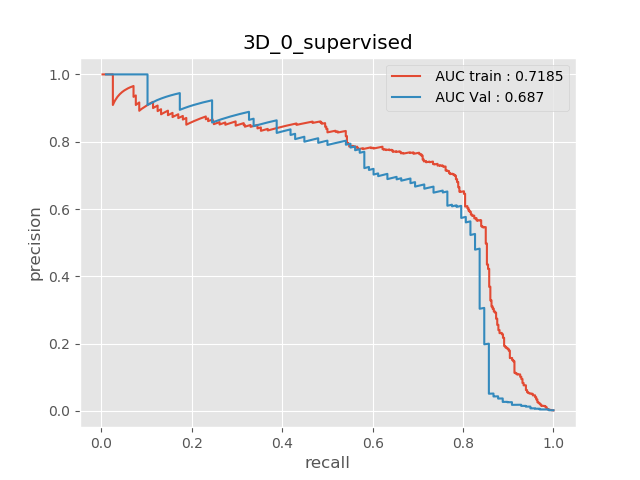 3D_0_supervised
AUC train : 0.7185
AUC Val : 0.687
1.0
0.8
0.6
0.4
0.2
0.0
precision
0.0 0.2 0.4 0.6 0.8 1.0
recall